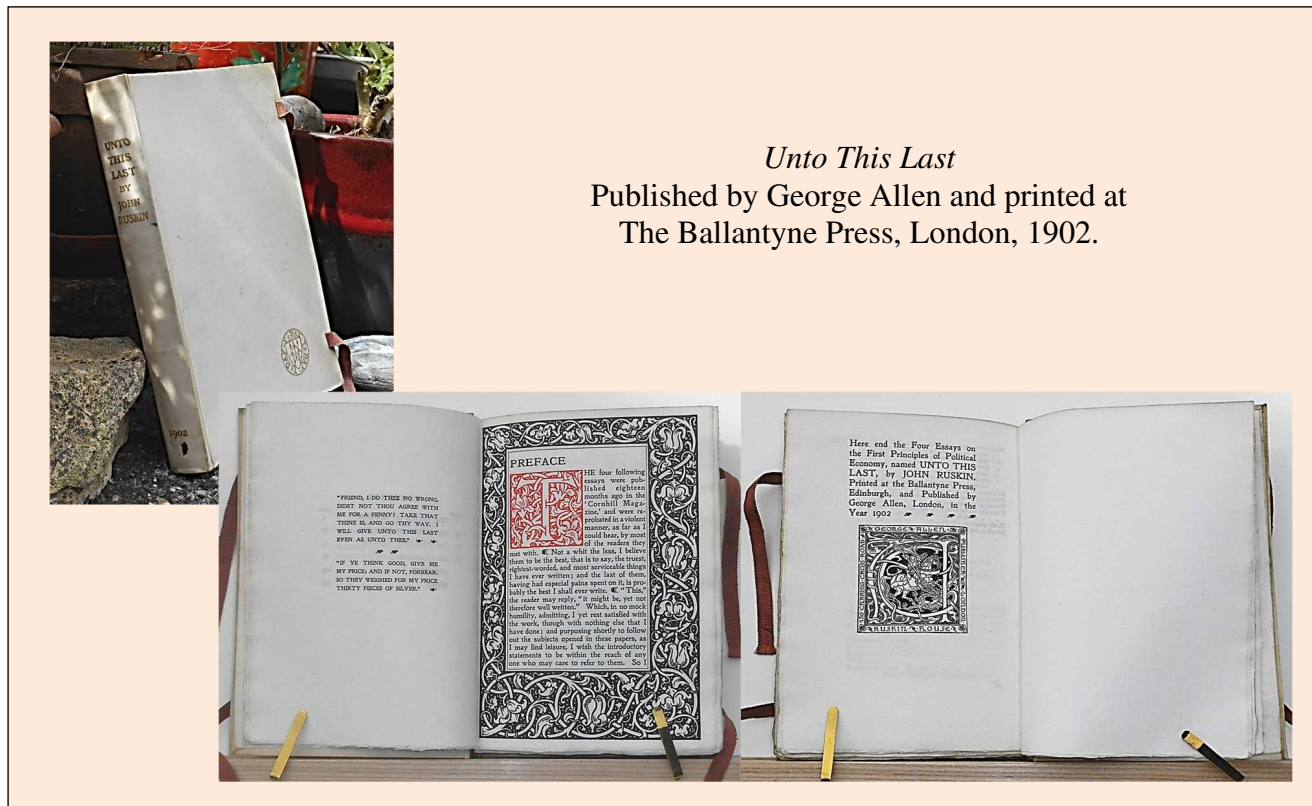 UNTO
THIS
LAST
BY
JOHN
RUSKIN
1902
Unto This Last
Published by George Allen and printed at
The Ballantyne Press, London, 1902.
"FRIEND, I DO THEE NO WRONG,
DIDST NOT THOU AGREE WITH
ME FOR A PENNY? TAKE THAT
THINE IS, AND GO THY WAY. I
WILL GIVE UNTO THIS LAST
EVEN AS UNTO THEE."
"IF YE THINK GOOD, GIVE ME
MY PRICE; AND IF NOT, FORBEAR,
SO THEY WEIGHED FOR MY PRICE
THIRTY PIECES OF SILVER."
PREFACE
THE four following
essays were pub-
lished eighteen
months ago in the
'Cornhill Maga-
zine,' and were re-
probated in a violent
manner, as far as I
could hear, by most
of the readers they
met with. ¶ Not a whit the less, I believe
them to be the best, that is to say, the truest,
rightest-worded, and most serviceable things
I have ever written; and the last of them,
having had especial pains spent on it, is pro-
bably the best I shall ever write. ¶ "This,"
the reader may reply, "it might be, yet not
therefore well written." Which, in no mock
humility, admitting, I yet rest satisfied with
the work, though with nothing else that I
have done; and purposing shortly to follow
out the subjects opened in these papers, as
I may find leisure, I wish the introductory
statements to be within the reach of any
one who may care to refer to them. So I
Here end the Four Essays on
the First Principles of Political
Economy, named UNTO THIS
LAST, by JOHN RUSKIN.
Printed at the Ballantyne Press,
Edinburgh, and Published by
George Allen, London, in the
Year 1902
GEORGE ALLEN
RUSKIN HOUSE